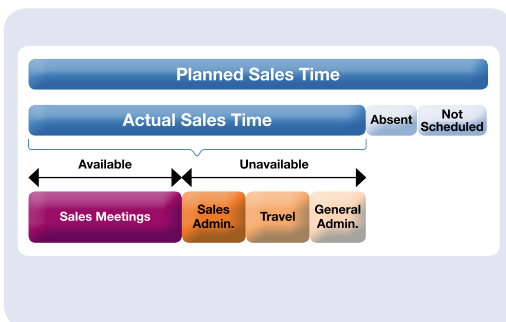 Planned Sales Time
Actual Sales Time
Absent
Not
Scheduled
Available
Unavailable
Sales Meetings
Sales
Admin.
Travel
General
Admin.